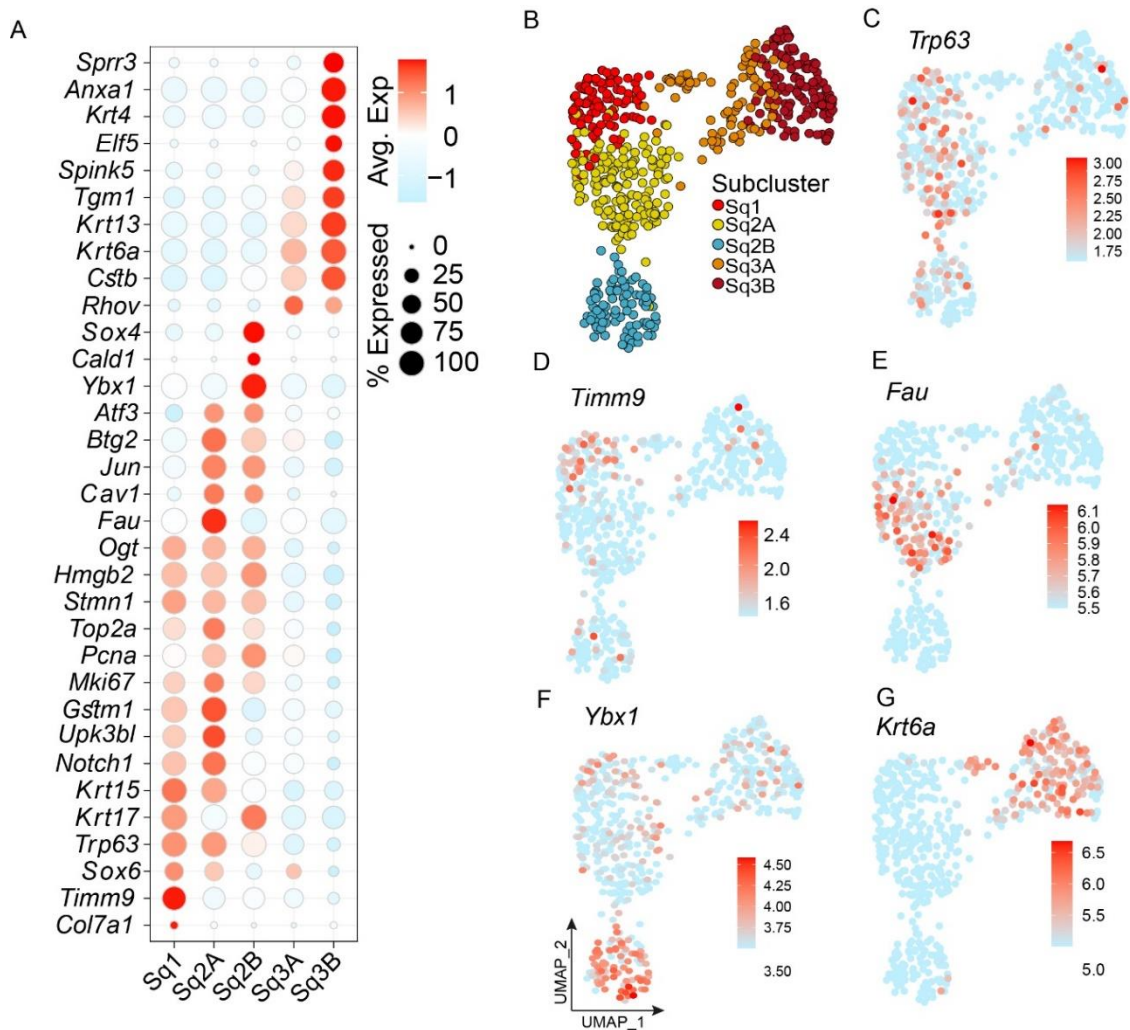 A
Sprr3
Anxa1
Krt4
Elf5
Spink5
Tgm1
Krt13
Krt6a
Cstb
Rhov
Sox4
Cald1
Ybx1
Atf3
Btg2
Jun
Cav1
Fau
Ogt
Hmgb2
Stmn1
Top2a
Pcna
Mki67
Gstm1
Upk3bl
Notch1
Krt15
Krt17
Trp63
Sox6
Timm9
Col7a1
Sq1
Sq2A
Sq2B
Sq3A
Sq3B
Avg. Exp
1
0
−1
% Expressed
0
25
50
75
100
B
Subcluster
Sq1
Sq2A
Sq2B
Sq3A
Sq3B
C
Trp63
3.00
2.75
2.50
2.25
2.00
1.75
D
Timm9
2.4
2.0
1.6
E
Fau
6.1
6.0
5.9
5.8
5.7
5.6
5.5
F
Ybx1
4.50
4.25
4.00
3.75
3.50
UMAP_2
UMAP_1
G
Krt6a
6.5
6.0
5.5
5.0